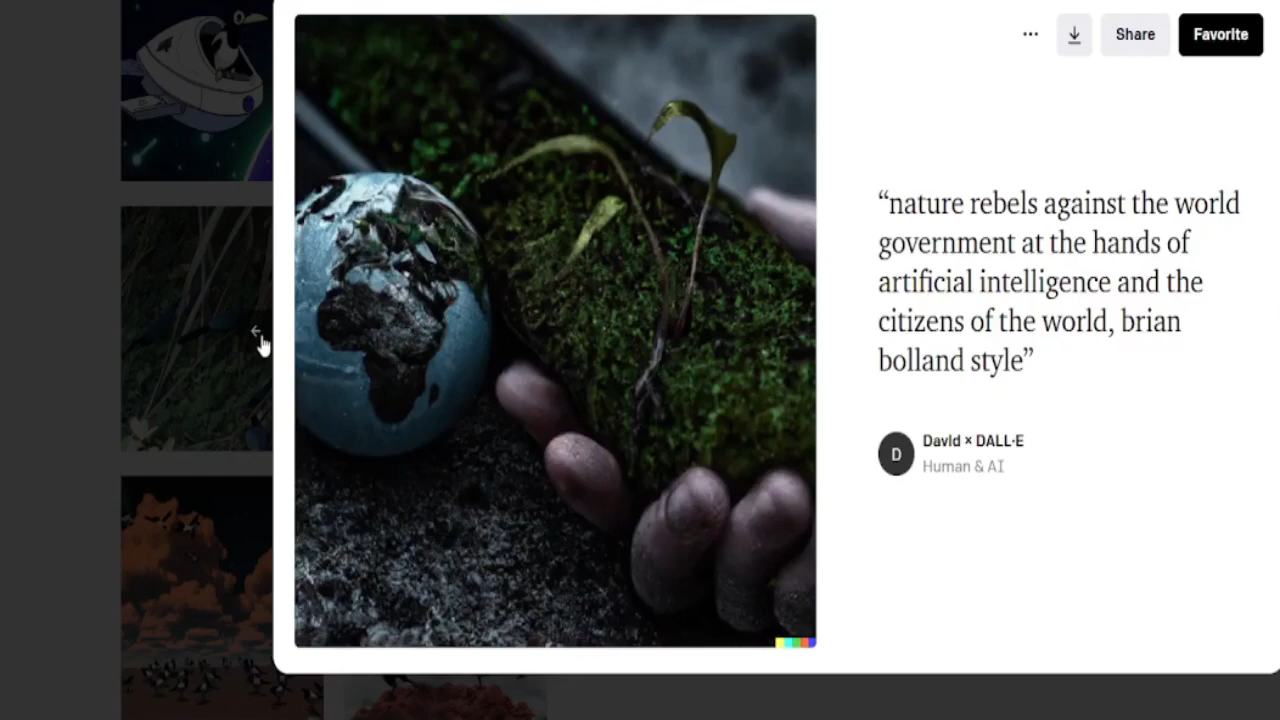 Share
Favorite
“nature rebels against the world
government at the hands of
artificial intelligence and the
citizens of the world, brian
bolland style”
D
David × DALL·E
Human & AI